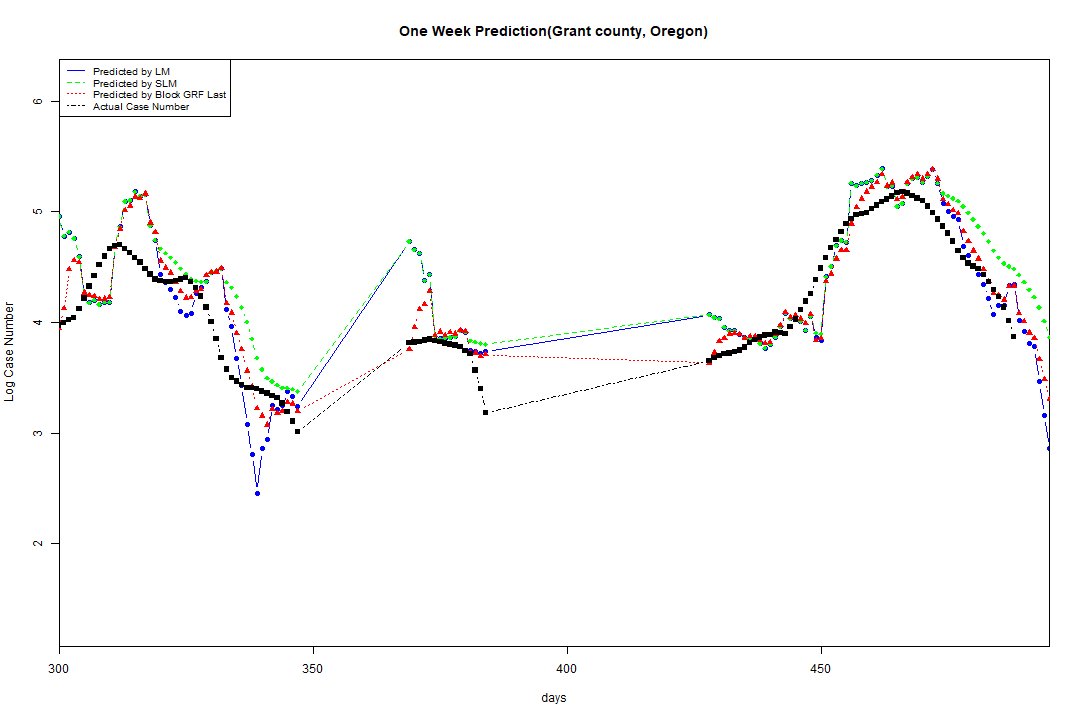 One Week Prediction(Grant county, Oregon)
Predicted by LM
Predicted by SLM
Predicted by Block GRF Last
Actual Case Number
6
5
4
3
2
Log Case Number
300
350
400
450
days